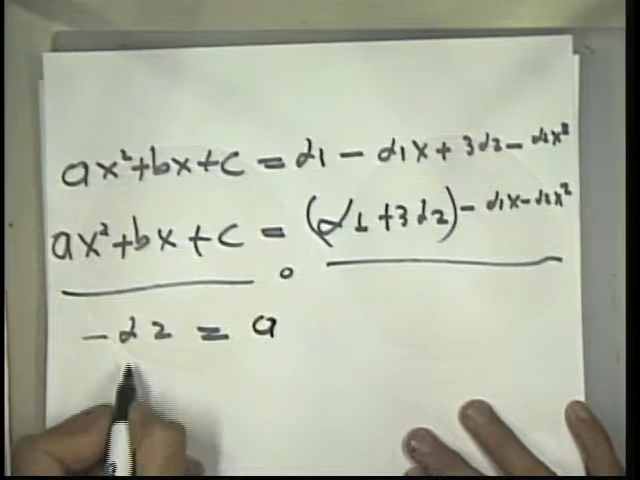 ax²+bx+c = α1 - α1x + 3α2 - α2x²
ax²+bx+c = (α1+3α2) - α1x - α2x²
-α2 = a